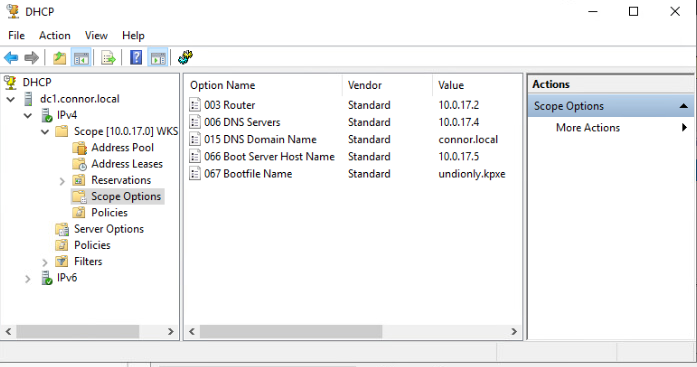 DHCP
File Action View Help
DHCP
dc1.connor.local
IPv4
Scope [10.0.17.0] WKS
Address Pool
Address Leases
Reservations
Scope Options
Policies
Server Options
Policies
Filters
IPv6
Option Name Vendor Value
003 Router Standard 10.0.17.2
006 DNS Servers Standard 10.0.17.4
015 DNS Domain Name Standard connor.local
066 Boot Server Host Name Standard 10.0.17.5
067 Bootfile Name Standard undionly.kpxe
Actions
Scope Options
More Actions